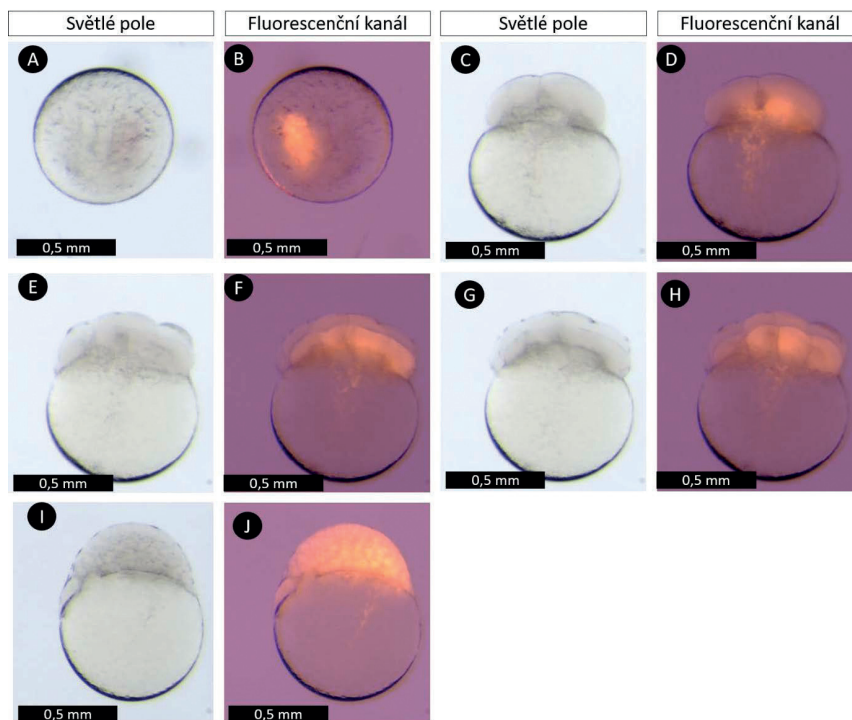 Světlé pole
Fluorescenční kanál
Světlé pole
Fluorescenční kanál
A
B
C
D
0,5 mm
0,5 mm
0,5 mm
0,5 mm
E
F
G
H
0,5 mm
0,5 mm
0,5 mm
0,5 mm
I
J
0,5 mm
0,5 mm